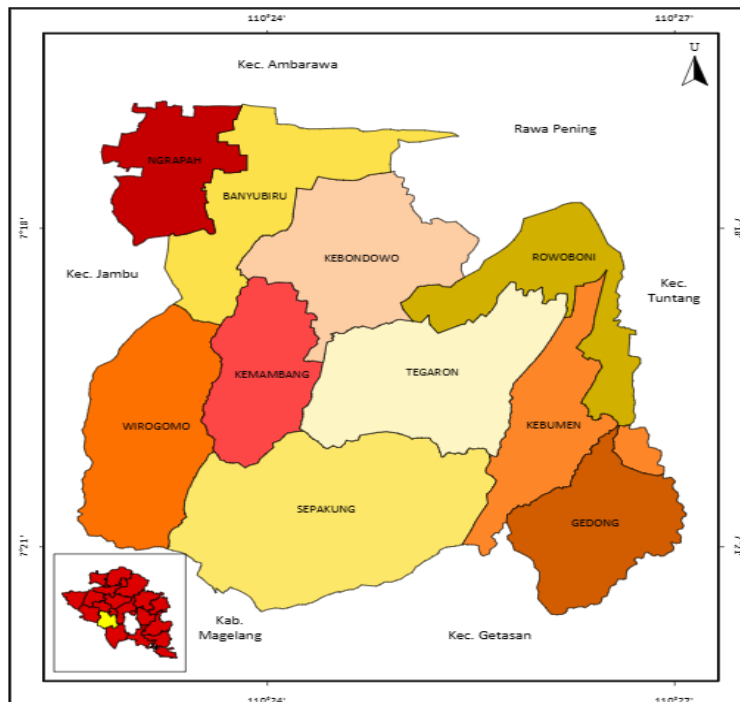 110°24'
110°27'
Kec. Ambarawa
U
Rawa Pening
NGRAPAH
BANYUBIRU
7°18'
KEBONDOWO
ROWOBONI
Kec. Jambu
Kec.
Tuntang
KEMAMBANG
TEGARON
WIROGOMO
KEBUMEN
SEPAKUNG
GEDONG
7°21'
Kab.
Magelang
Kec. Getasan
110°24'
110°27'